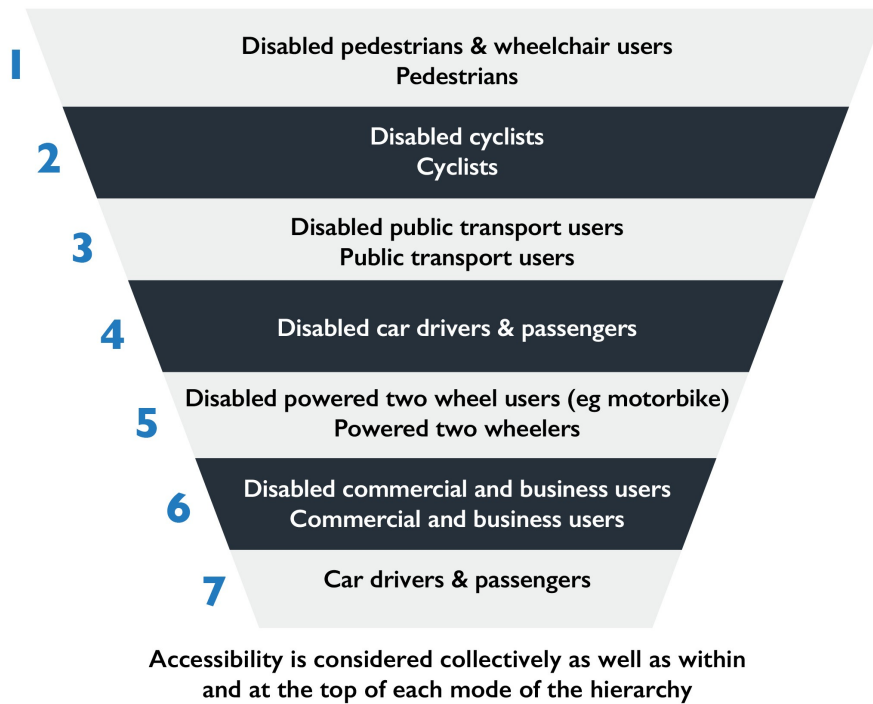 1
Disabled pedestrians & wheelchair users
Pedestrians
2
Disabled cyclists
Cyclists
3
Disabled public transport users
Public transport users
4
Disabled car drivers & passengers
5
Disabled powered two wheel users (eg motorbike)
Powered two wheelers
6
Disabled commercial and business users
Commercial and business users
7
Car drivers & passengers
Accessibility is considered collectively as well as within
and at the top of each mode of the hierarchy